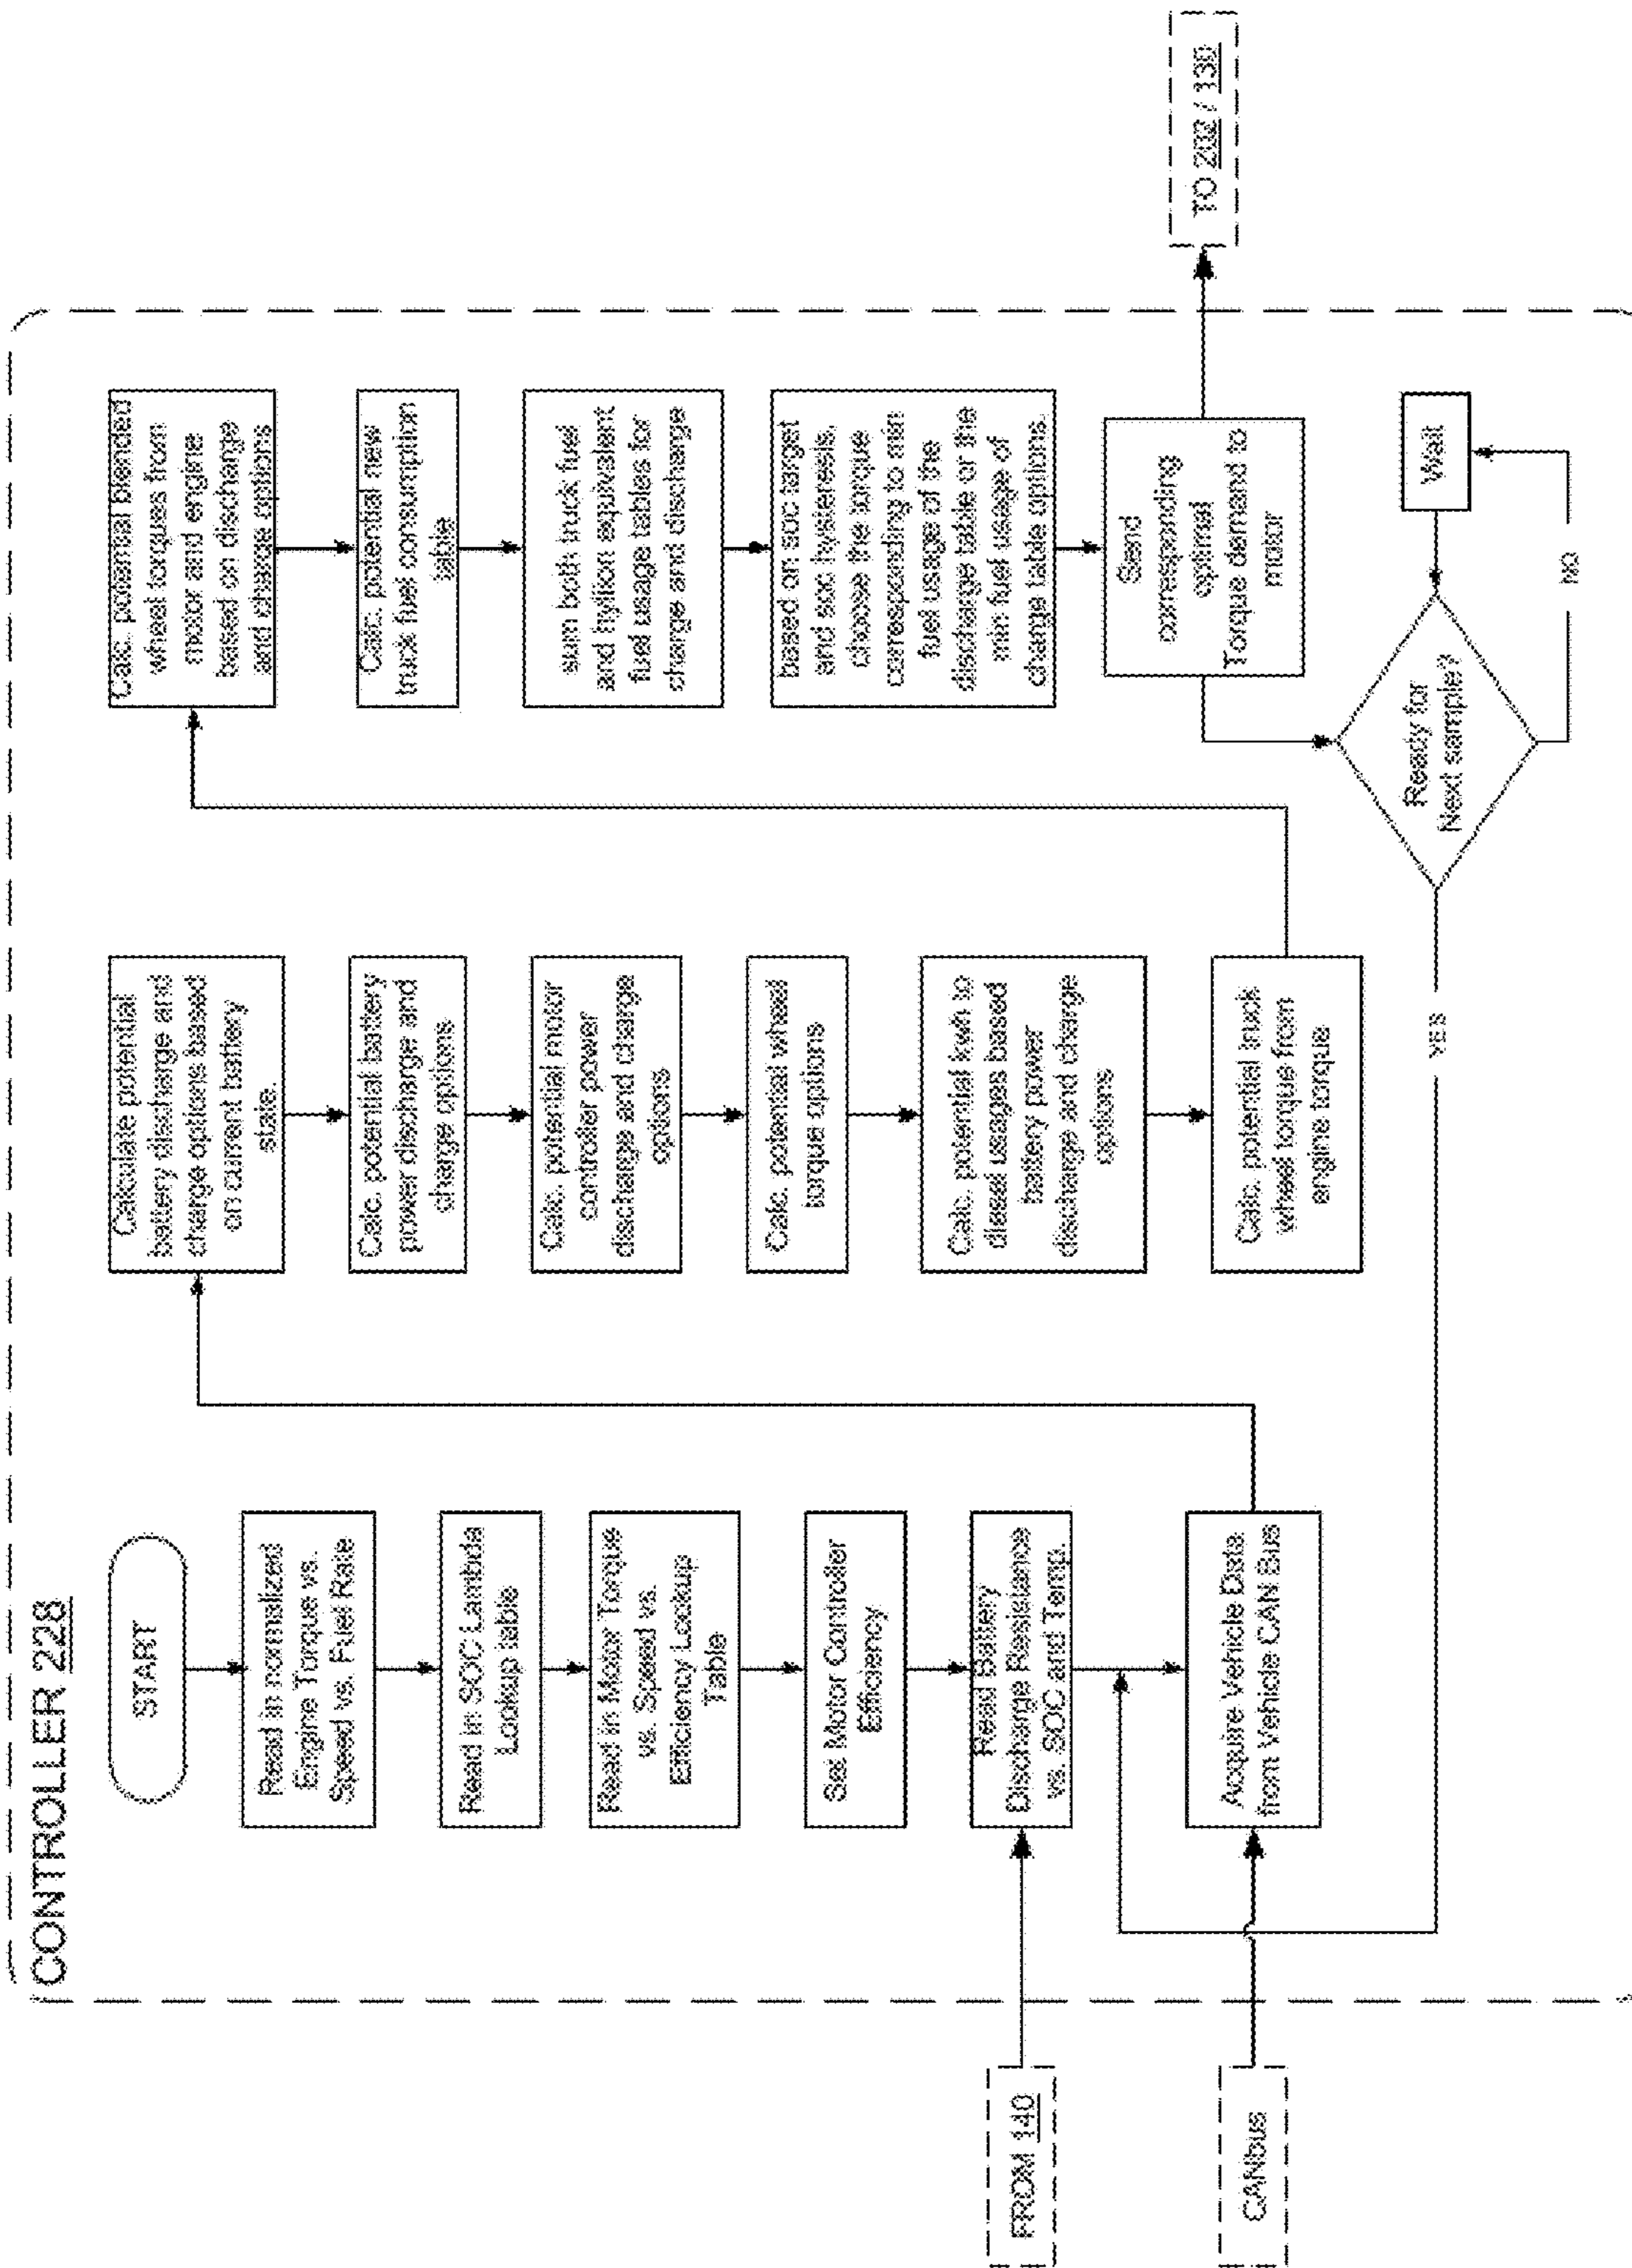 CONTROLLER 228
START
Read in normalized
Engine Torque vs.
Speed vs. Fuel Rate
Read in SOC Lambda
Lookup table
Read in Motor Torque
vs. Speed vs.
Efficiency Lookup
Table
Set Motor Controller
Efficiency
Read Battery
Discharge Resistance
vs. SOC and Temp.
Acquire Vehicle Data
from Vehicle CAN Bus
FROM 140
CANbus
Calculate potential
battery discharge and
charge options based
on current battery
state.
Calc. potential battery
power discharge and
charge options
Calc. potential motor
controller power
discharge and charge
options
Calc. potential wheel
torque options
Calc. potential kwh to
diesel usages based
battery power
discharge and charge
options
Calc. potential truck
wheel torque from
engine torque
Calc. potential blended
wheel torques from
motor and engine
based on discharge
and charge options
Calc. potential new
truck fuel consumption
table
sum both truck fuel
and hyliion equivalent
fuel usage tables for
charge and discharge
based on soc target
and soc hysteresis,
choose the torque
corresponding to min
fuel usage of the
discharge table or the
min fuel usage of
charge table options.
Send
corresponding
optimal
Torque demand to
motor
TO 202 / 130
Ready for
Next sample?
Wait
YES
NO